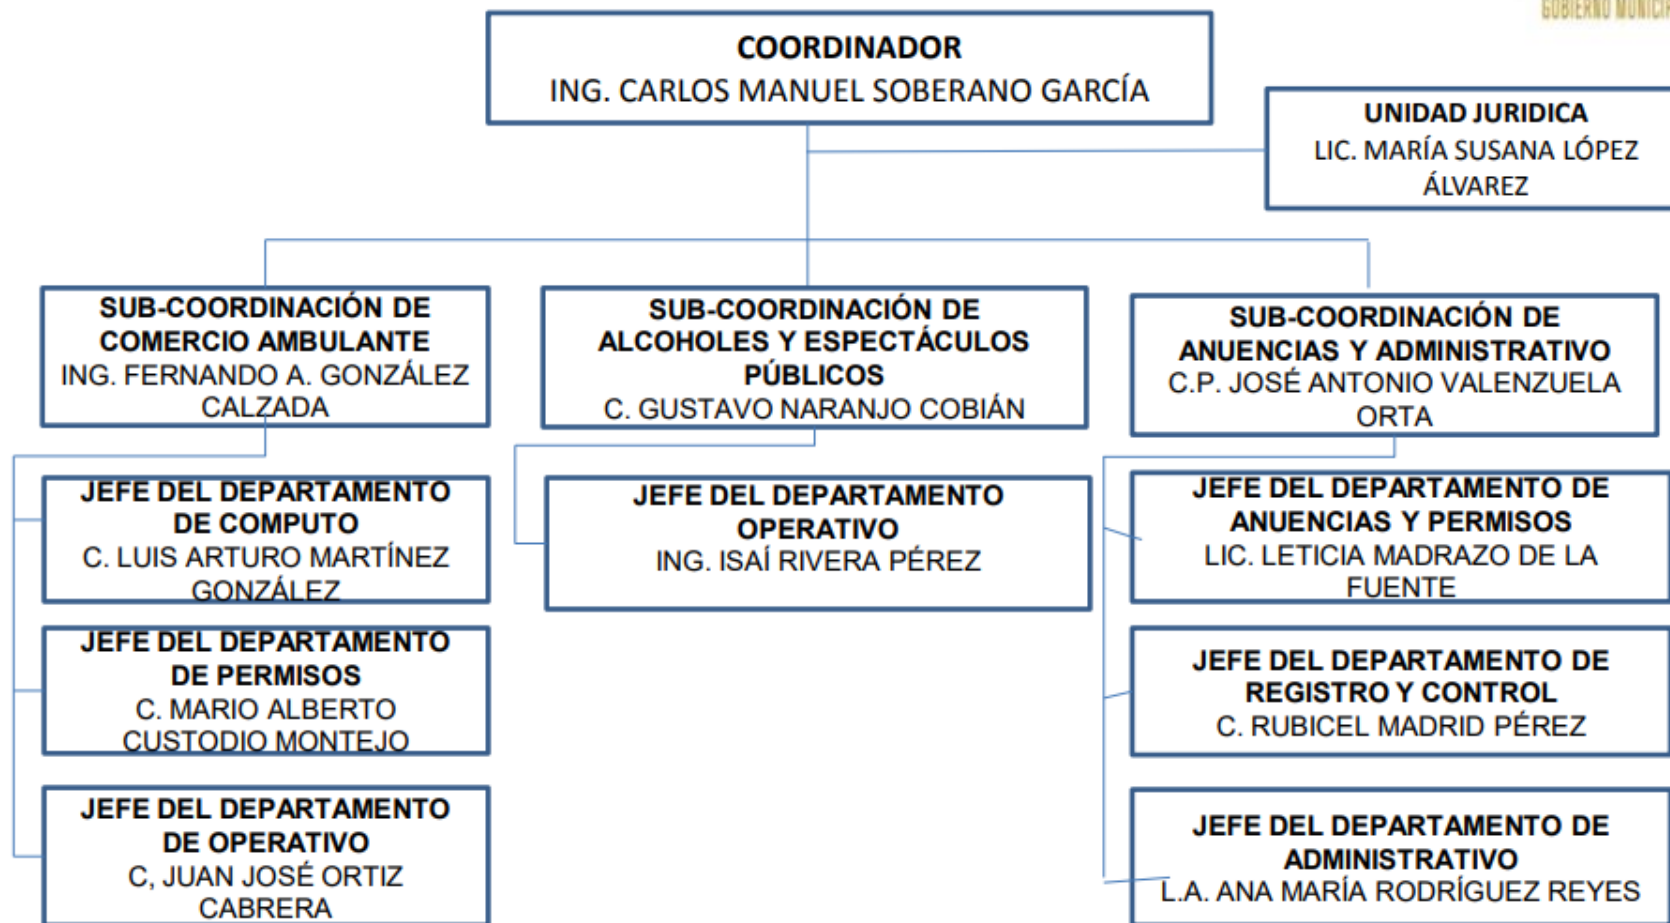 GOBIERNO
COORDINADOR
ING. CARLOS MANUEL SOBERANO GARCÍA
UNIDAD JURIDICA
LIC. MARÍA SUSANA LÓPEZ
ÁLVAREZ
SUB-COORDINACIÓN DE
COMERCIO AMBULANTE
ING. FERNANDO A. GONZÁLEZ
CALZADA
SUB-COORDINACIÓN DE
ALCOHOLES Y ESPECTÁCULOS
PÚBLICOS
C. GUSTAVO NARANJO COBIÁN
SUB-COORDINACIÓN DE
ANUENCIAS Y ADMINISTRATIVO
C.P. JOSÉ ANTONIO VALENZUELA
ORTA
JEFE DEL DEPARTAMENTO
DE COMPUTO
C. LUIS ARTURO MARTÍNEZ
GONZÁLEZ
JEFE DEL DEPARTAMENTO
OPERATIVO
ING. ISAÍ RIVERA PÉREZ
JEFE DEL DEPARTAMENTO DE
ANUENCIAS Y PERMISOS
LIC. LETICIA MADRAZO DE LA
FUENTE
JEFE DEL DEPARTAMENTO
DE PERMISOS
C. MARIO ALBERTO
CUSTODIO MONTEJO
JEFE DEL DEPARTAMENTO DE
REGISTRO Y CONTROL
C. RUBICEL MADRID PÉREZ
JEFE DEL DEPARTAMENTO
DE OPERATIVO
C, JUAN JOSÉ ORTIZ
CABRERA
JEFE DEL DEPARTAMENTO DE
ADMINISTRATIVO
L.A. ANA MARÍA RODRÍGUEZ REYES